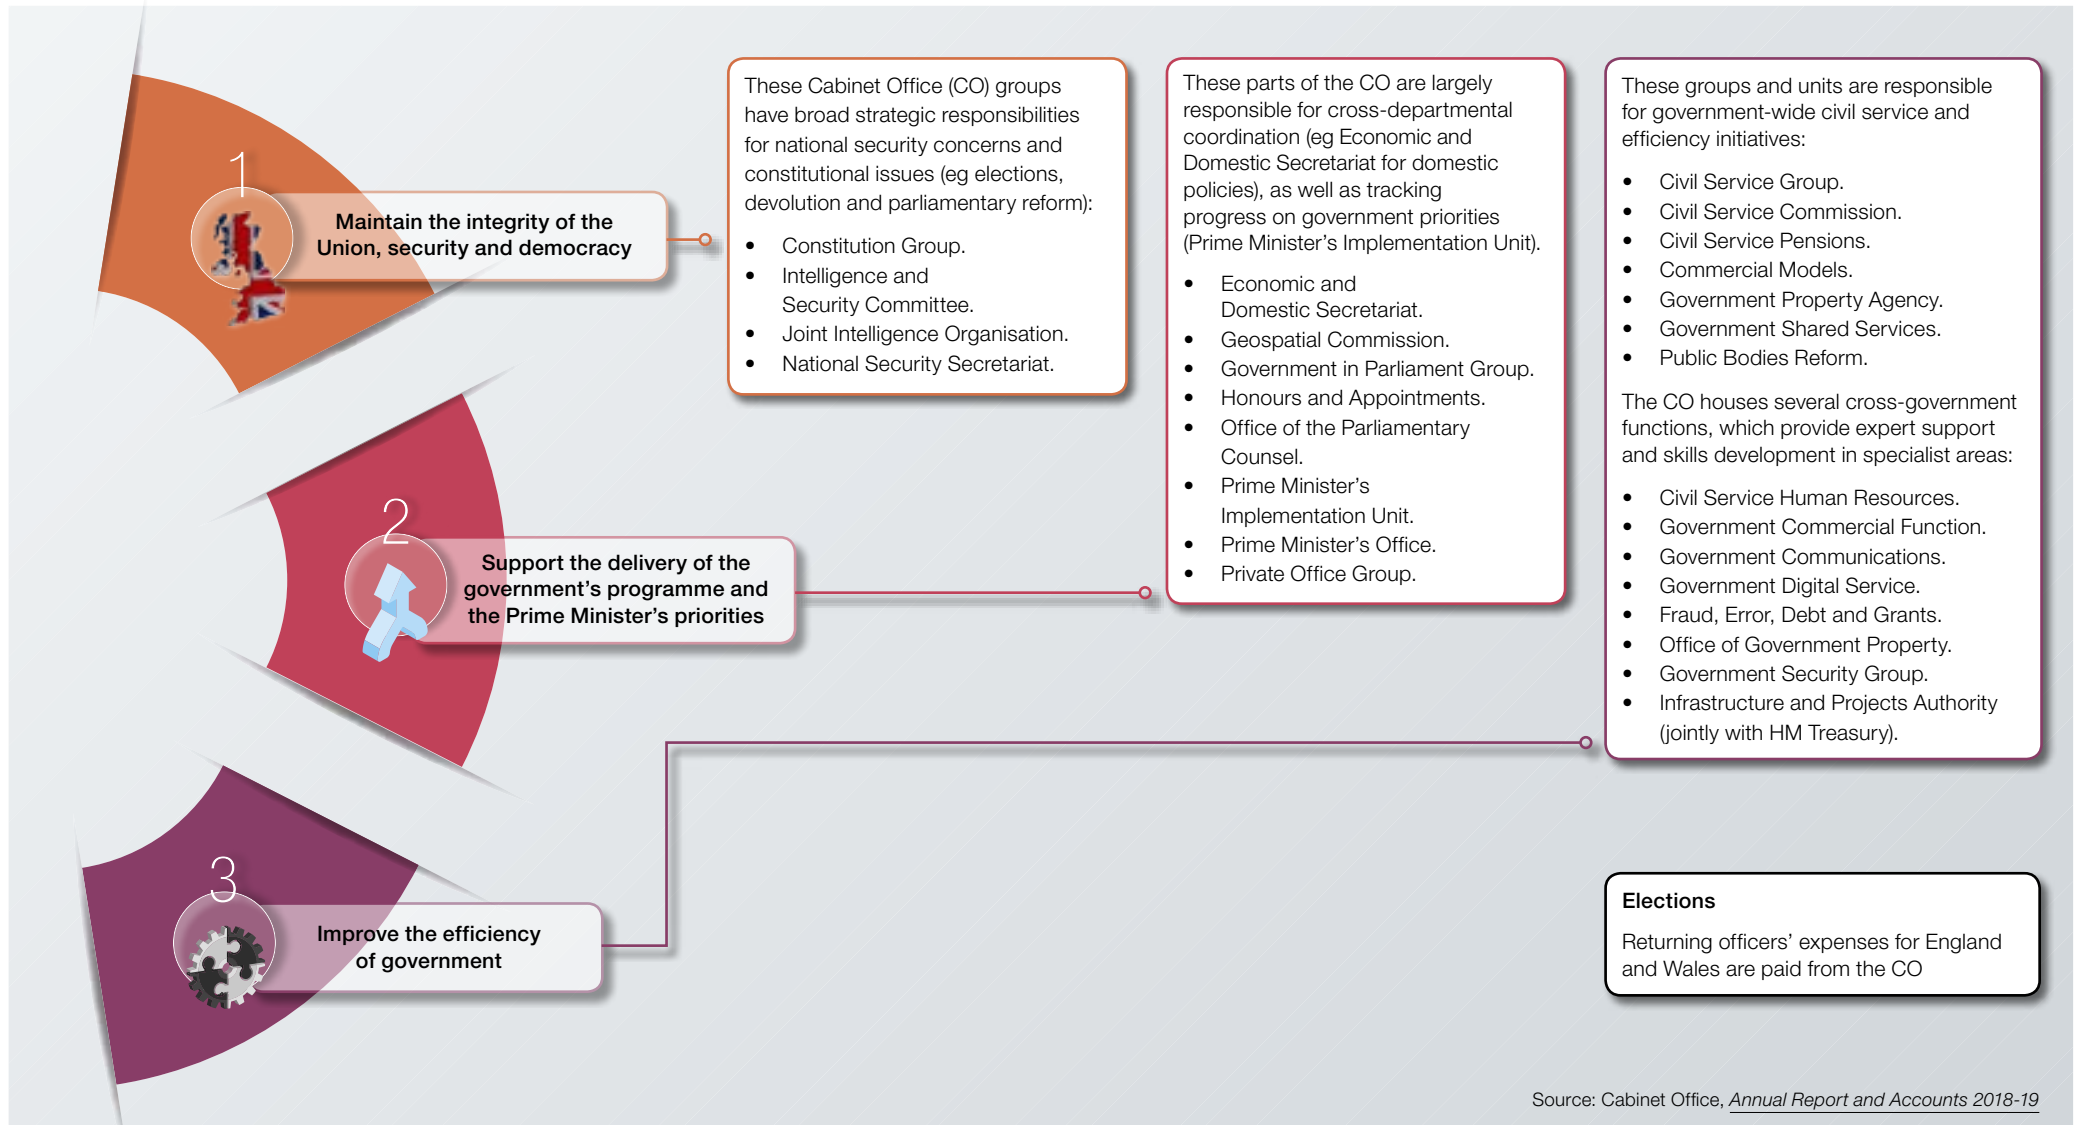 1
Maintain the integrity of the
Union, security and democracy
These Cabinet Office (CO) groups
have broad strategic responsibilities
for national security concerns and
constitutional issues (eg elections,
devolution and parliamentary reform):
• Constitution Group.
• Intelligence and
Security Committee.
• Joint Intelligence Organisation.
• National Security Secretariat.
2
Support the delivery of the
government’s programme and
the Prime Minister’s priorities
These parts of the CO are largely
responsible for cross-departmental
coordination (eg Economic and
Domestic Secretariat for domestic
policies), as well as tracking
progress on government priorities
(Prime Minister’s Implementation Unit).
• Economic and
Domestic Secretariat.
• Geospatial Commission.
• Government in Parliament Group.
• Honours and Appointments.
• Office of the Parliamentary
Counsel.
• Prime Minister’s
Implementation Unit.
• Prime Minister’s Office.
• Private Office Group.
3
Improve the efficiency
of government
These groups and units are responsible
for government-wide civil service and
efficiency initiatives:
• Civil Service Group.
• Civil Service Commission.
• Civil Service Pensions.
• Commercial Models.
• Government Property Agency.
• Government Shared Services.
• Public Bodies Reform.
The CO houses several cross-government
functions, which provide expert support
and skills development in specialist areas:
• Civil Service Human Resources.
• Government Commercial Function.
• Government Communications.
• Government Digital Service.
• Fraud, Error, Debt and Grants.
• Office of Government Property.
• Government Security Group.
• Infrastructure and Projects Authority
(jointly with HM Treasury).
Elections
Returning officers’ expenses for England
and Wales are paid from the CO
Source: Cabinet Office, Annual Report and Accounts 2018-19